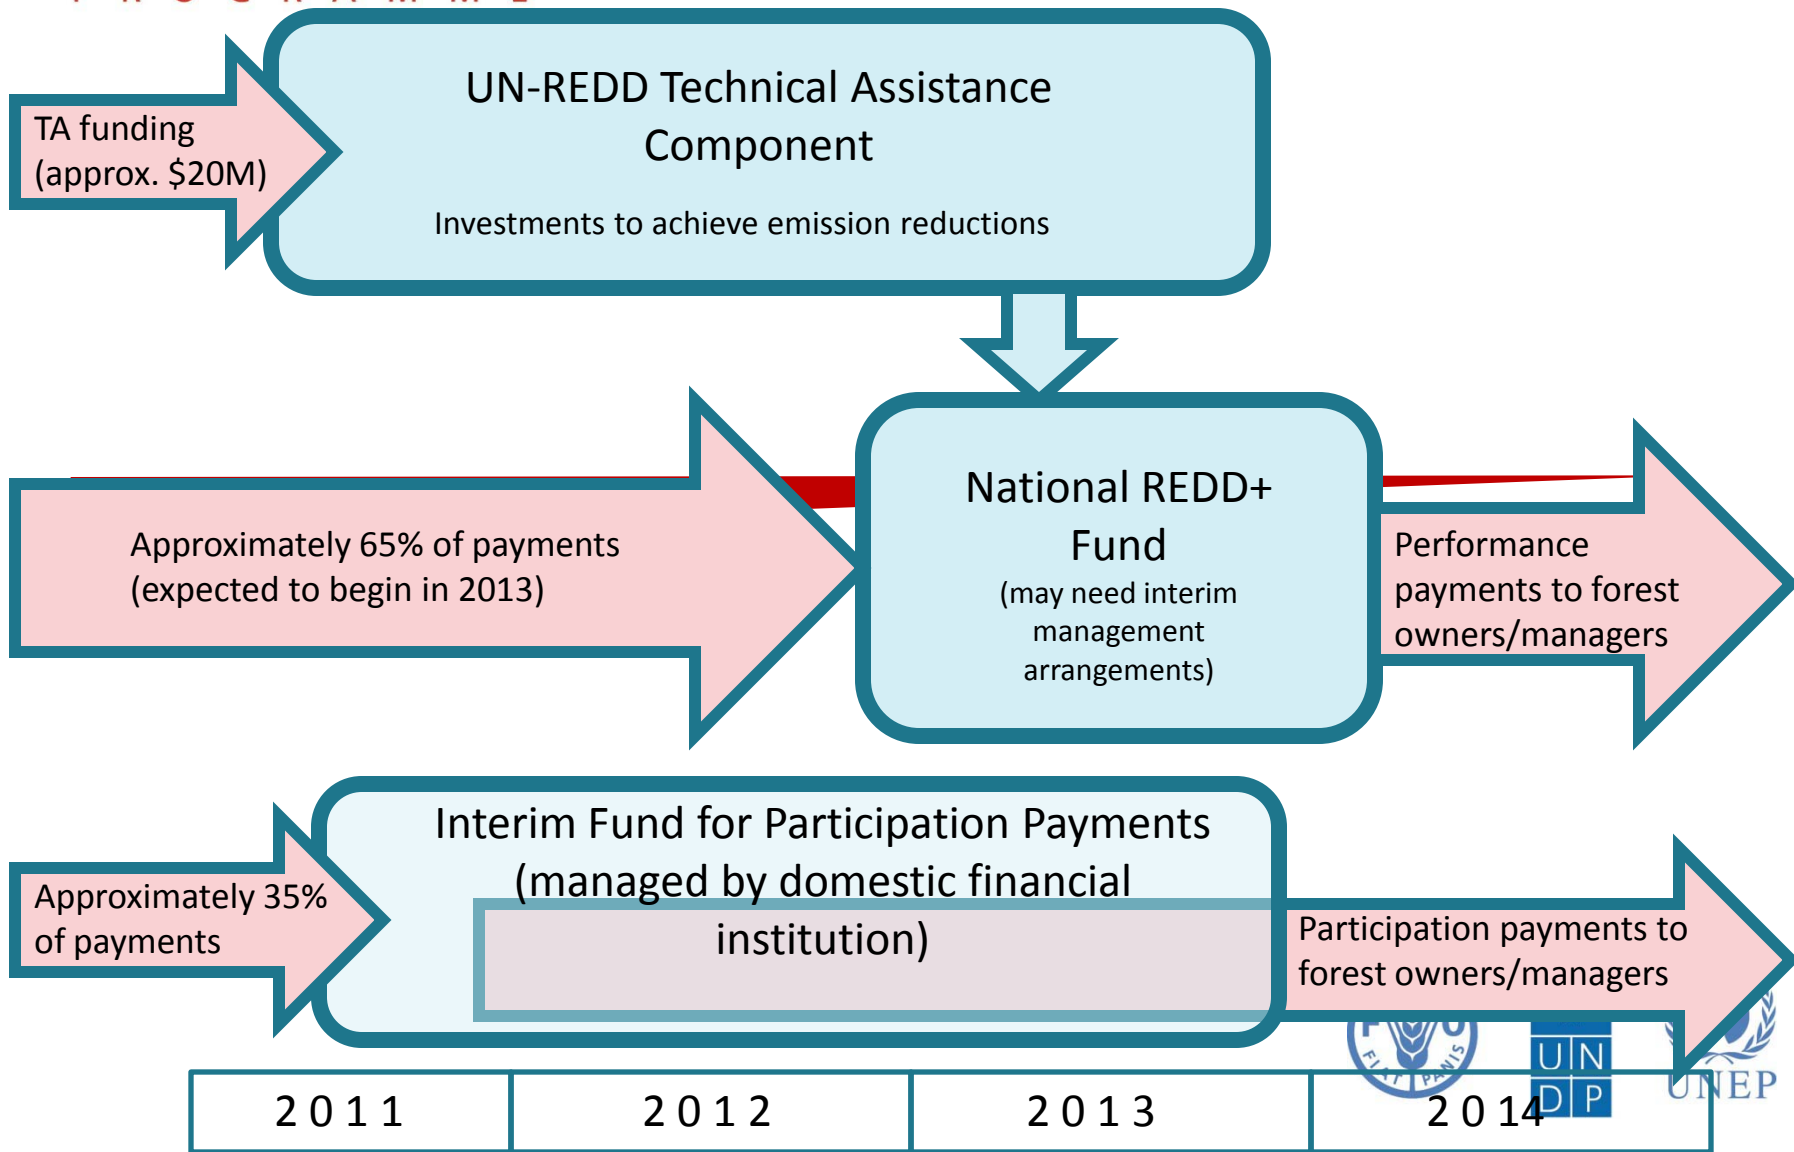 PROGRAMME
UN-REDD Technical Assistance
Component
Investments to achieve emission reductions
TA funding
(approx. $20M)
Approximately 65% of payments
(expected to begin in 2013)
National REDD+
Fund
(may need interim
management
arrangements)
Performance
payments to forest
owners/managers
Interim Fund for Participation Payments
(managed by domestic financial
institution)
Approximately 35%
of payments
Participation payments to
forest owners/managers
FIAT PANIS
UN
DP
UNEP
2011
2012
2013
2014